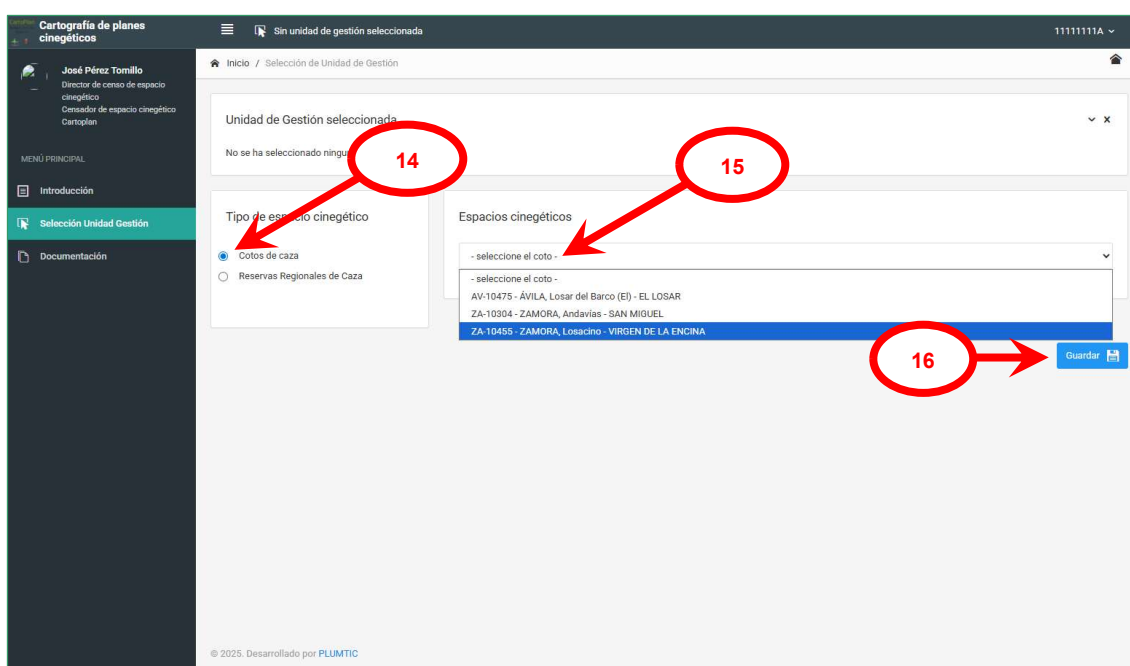 Cartografía de planes
cinegéticos
Sin unidad de gestión seleccionada
11111111A
José Pérez Tomillo
Director de censo de espacio
cinegético
Censador de espacio cinegético
Cartoplan
MENÚ PRINCIPAL
Introducción
Selección Unidad Gestión
Documentación
Inicio / Selección de Unidad de Gestión
Unidad de Gestión seleccionada
No se ha seleccionado
14
15
Tipo de espacio cinegético
Cotos de caza
Reservas Regionales de Caza
Espacios cinegéticos
- seleccione el coto -
- seleccione el coto -
AV-10475 - ÁVILA, Losar del Barco (El) - EL LOSAR
ZA-10304 - ZAMORA, Andavías - SAN MIGUEL
ZA-10455 - ZAMORA, Losacino - VIRGEN DE LA ENCINA
16
Guardar
© 2025. Desarrollado por PLUMTIC